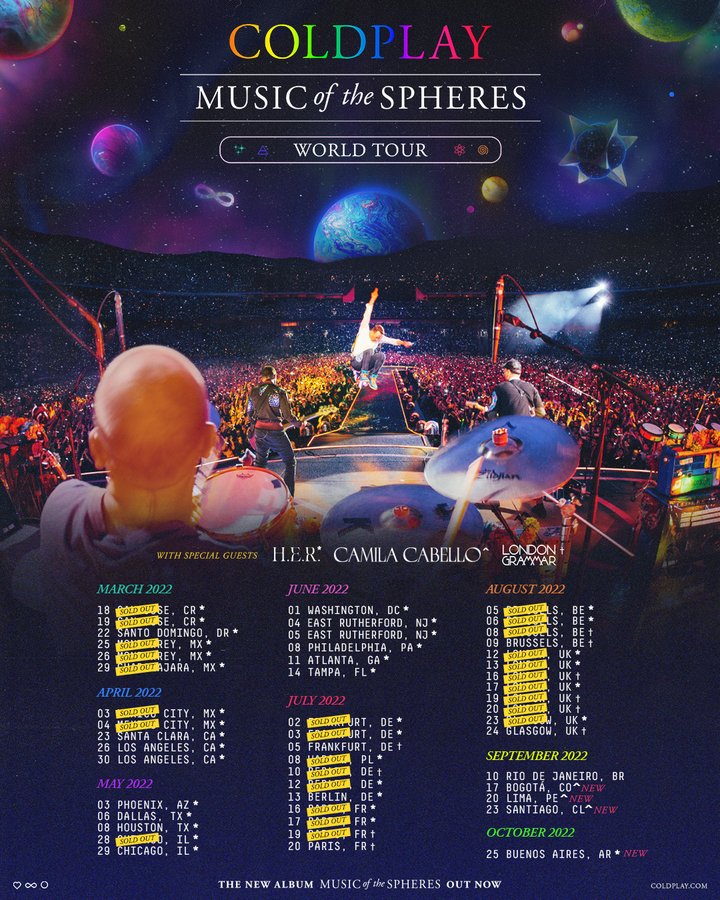 COLDPLAY
MUSIC of the SPHERES
WORLD TOUR
Zildjian
WITH SPECIAL GUESTS H.E.R.* CAMILA CABELLO^ LONDON GRAMMAR†
MARCH 2022
18 SOLD OUT SE, CR*
19 SOLD OUT SE, CR*
22 SANTO DOMINGO, DR*
25 SOLD OUT REY, MX*
26 SOLD OUT REY, MX*
29 SOLD OUT AJARA, MX*
APRIL 2022
03 SOLD OUT CITY, MX*
04 SOLD OUT CITY, MX*
23 SANTA CLARA, CA*
26 LOS ANGELES, CA*
30 LOS ANGELES, CA*
MAY 2022
03 PHOENIX, AZ*
06 DALLAS, TX*
08 HOUSTON, TX*
28 SOLD OUT O, IL*
29 CHICAGO, IL*
JUNE 2022
01 WASHINGTON, DC*
04 EAST RUTHERFORD, NJ*
05 EAST RUTHERFORD, NJ*
08 PHILADELPHIA, PA*
11 ATLANTA, GA*
14 TAMPA, FL*
JULY 2022
02 SOLD OUT URT, DE*
03 SOLD OUT URT, DE*
05 FRANKFURT, DE†
08 SOLD OUT PL*
10 SOLD OUT DE†
12 SOLD OUT DE*
13 BERLIN, DE*
16 SOLD OUT FR*
17 SOLD OUT FR*
19 SOLD OUT FR†
20 PARIS, FR†
AUGUST 2022
05 SOLD OUT LS, BE*
06 SOLD OUT LS, BE*
08 SOLD OUT LS, BE†
09 BRUSSELS, BE†
12 SOLD OUT UK*
13 SOLD OUT UK*
16 SOLD OUT UK†
17 SOLD OUT UK*
19 SOLD OUT UK†
20 SOLD OUT UK†
23 SOLD OUT W, UK*
24 GLASGOW, UK†
SEPTEMBER 2022
10 RIO DE JANEIRO, BR
17 BOGOTÁ, CO^ NEW
20 LIMA, PE^ NEW
23 SANTIAGO, CL^ NEW
OCTOBER 2022
25 BUENOS AIRES, AR* NEW
THE NEW ALBUM MUSIC of the SPHERES OUT NOW
COLDPLAY.COM